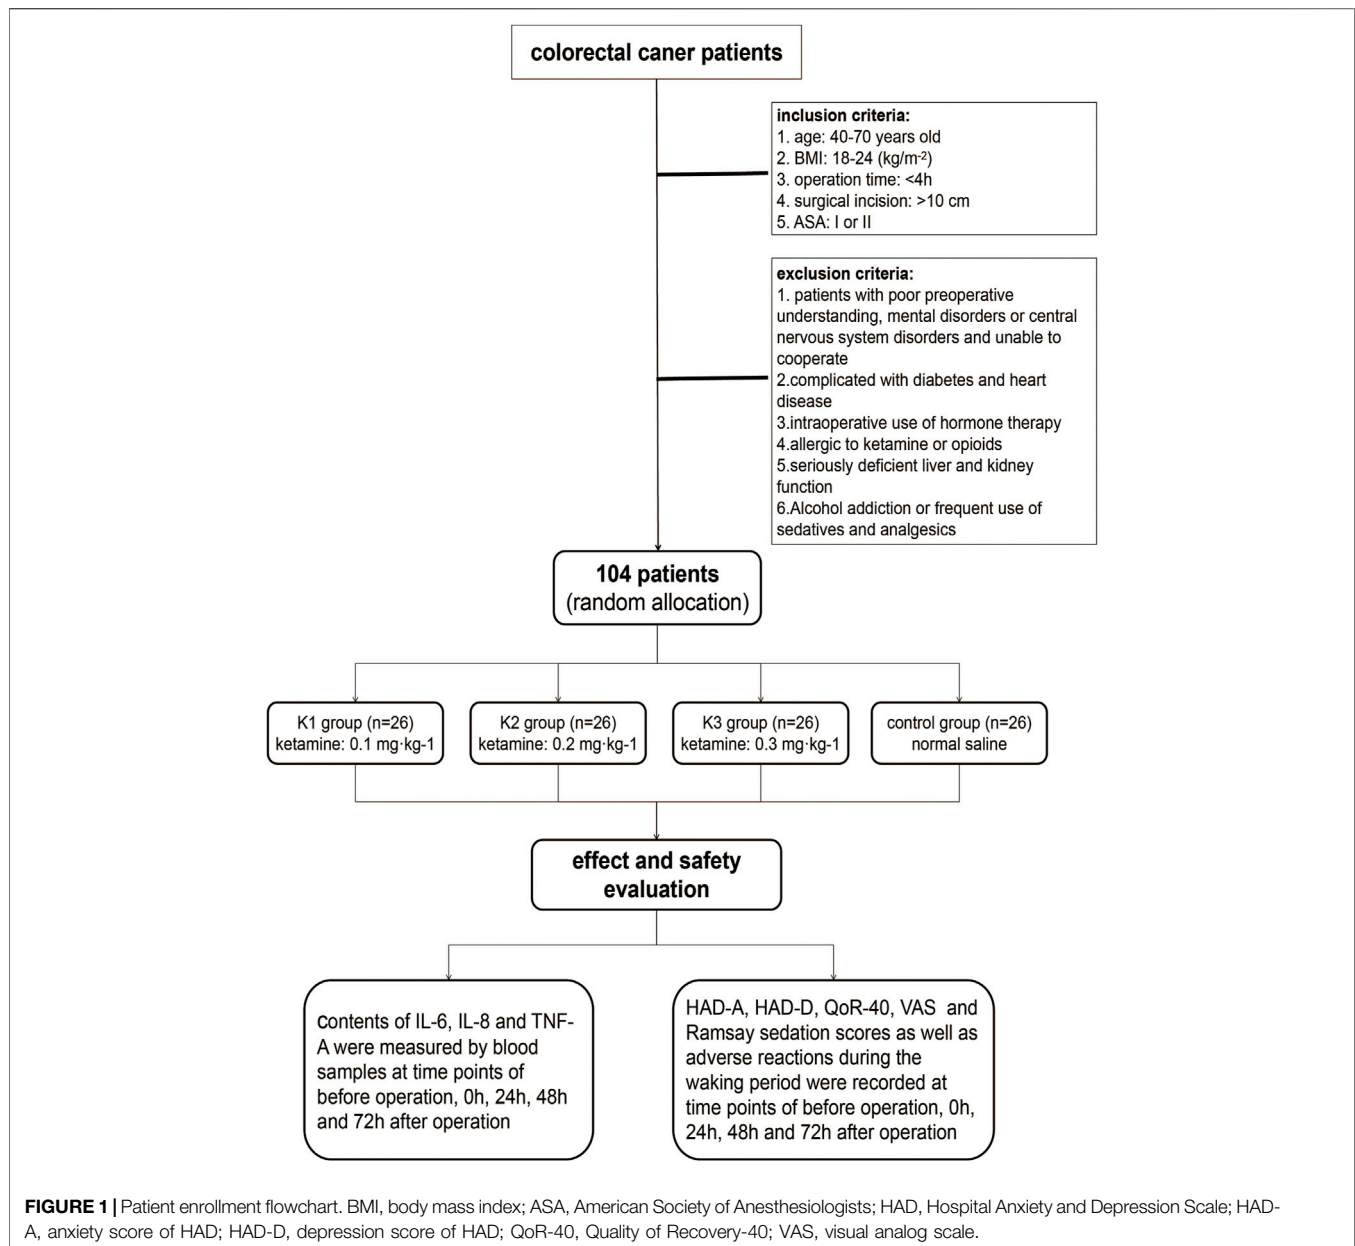 colorectal caner patients
inclusion criteria:
1. age: 40-70 years old
2. BMI: 18-24 (kg/m-2)
3. operation time: <4h
4. surgical incision: >10 cm
5. ASA: I or II
exclusion criteria:
1. patients with poor preoperative
understanding, mental disorders or central
nervous system disorders and unable to
cooperate
2.complicated with diabetes and heart
disease
3.intraoperative use of hormone therapy
4.allergic to ketamine or opioids
5.seriously deficient liver and kidney
function
6.Alcohol addiction or frequent use of
sedatives and analgesics
104 patients
(random allocation)
K1 group (n=26)
ketamine: 0.1 mg·kg-1
K2 group (n=26)
ketamine: 0.2 mg·kg-1
K3 group (n=26)
ketamine: 0.3 mg·kg-1
control group (n=26)
normal saline
effect and safety
evaluation
contents of IL-6, IL-8 and TNF-
A were measured by blood
samples at time points of
before operation, 0h, 24h, 48h
and 72h after operation
HAD-A, HAD-D, QoR-40, VAS and
Ramsay sedation scores as well as
adverse reactions during the
waking period were recorded at
time points of before operation, 0h,
24h, 48h and 72h after operation
FIGURE 1 | Patient enrollment flowchart. BMI, body mass index; ASA, American Society of Anesthesiologists; HAD, Hospital Anxiety and Depression Scale; HAD-
A, anxiety score of HAD; HAD-D, depression score of HAD; QoR-40, Quality of Recovery-40; VAS, visual analog scale.